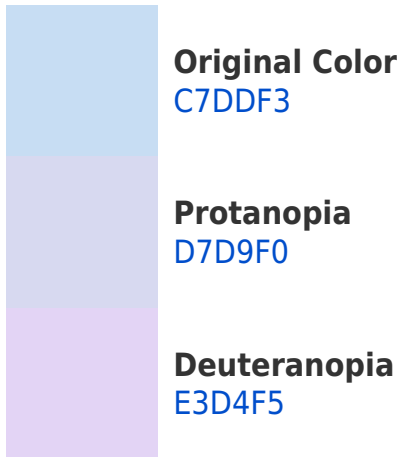 Original Color
C7DDF3
Protanopia
D7D9F0
Deuteranopia
E3D4F5